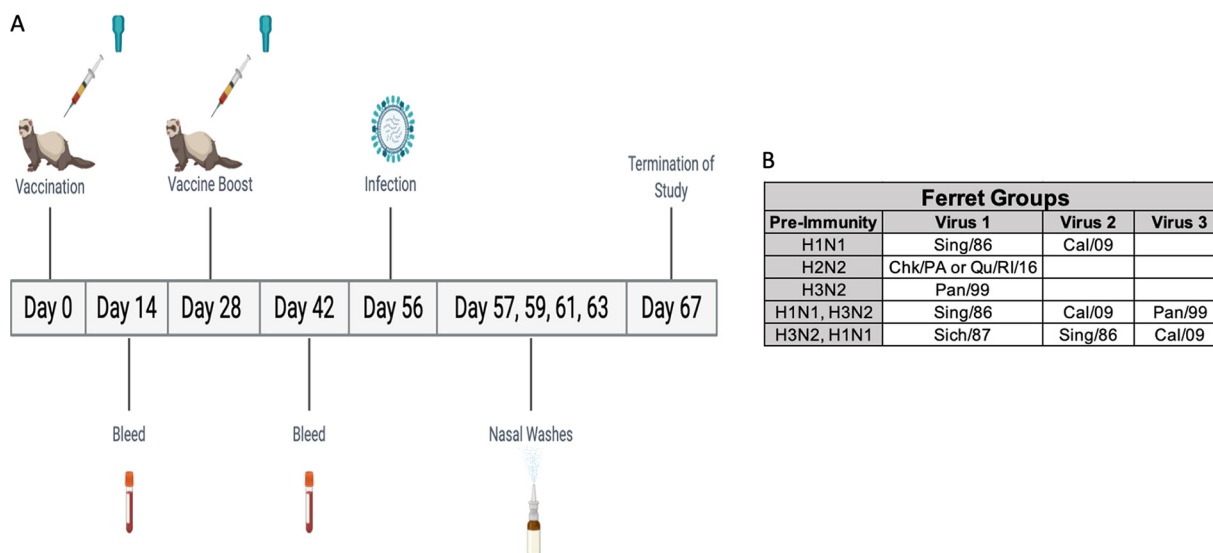 A
Vaccination
Vaccine Boost
Infection
Termination of
Study
Day 0 Day 14 Day 28 Day 42 Day 56 Day 57, 59, 61, 63 Day 67
Bleed
Bleed
Nasal Washes
B
Ferret Groups
Pre-Immunity Virus 1 Virus 2 Virus 3
H1N1 Sing/86 Cal/09
H2N2 Chk/PA or Qu/RI/16
H3N2 Pan/99
H1N1, H3N2 Sing/86 Cal/09 Pan/99
H3N2, H1N1 Sich/87 Sing/86 Cal/09